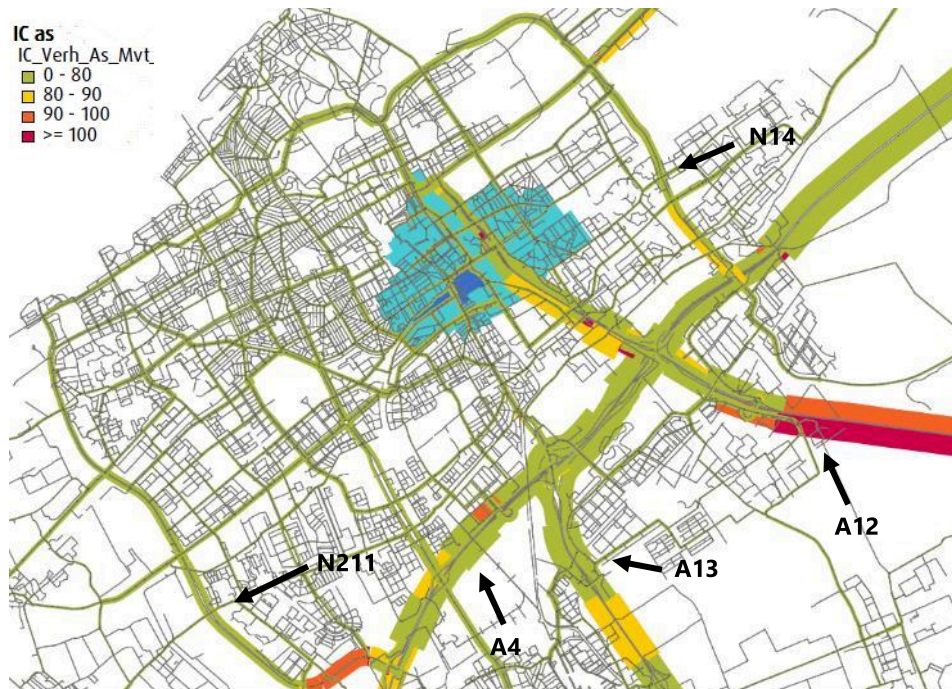 IC as
IC_Verh_As_Mvt_
0 - 80
80 - 90
90 - 100
>= 100
N14
A12
A13
N211
A4